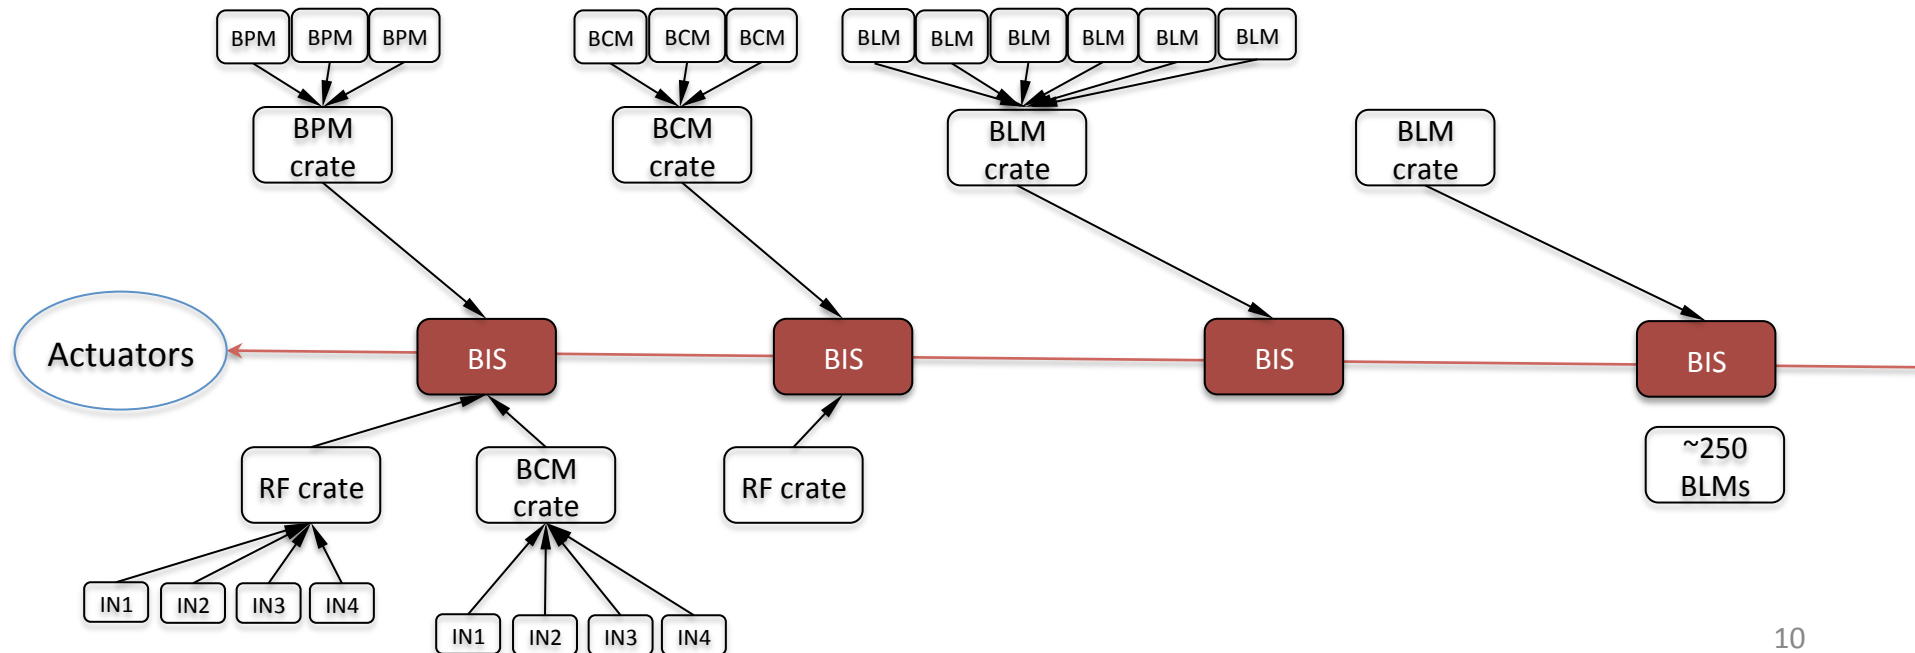 BPM BPM BPM BCM BCM BCM BLM BLM BLM BLM BLM BLM
BPM
crate
BCM
crate
BLM
crate
BLM
crate
Actuators
BIS
BIS
BIS
BIS
RF crate
BCM
crate
RF crate
~250
BLMs
IN1 IN2 IN3 IN4
IN1 IN2 IN3 IN4
10